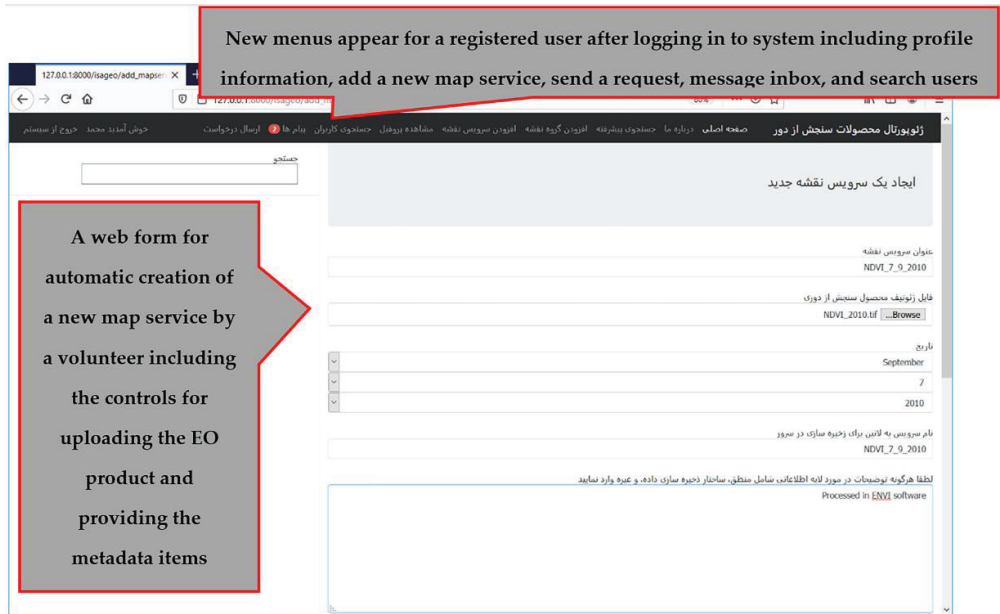 New menus appear for a registered user after logging in to system including profile
information, add a new map service, send a request, message inbox, and search users
127.0.0.1:8000/isageo/add_mapser
127.0.0.1:8000/isageo/add_
ژئوپورتال محصولات سنجش از دور صفحه اصلی درباره ما جستجوی پیشرفته افزودن گروه نقشه افزودن سرویس نقشه مشاهده پروفیل جستجوی کاربران پیام ها 2 ارسال درخواست خوش آمدید محمد خروج از سیستم
جستجو
ایجاد یک سرویس نقشه جدید
A web form for
automatic creation of
a new map service by
a volunteer including
the controls for
uploading the EO
product and
providing the
metadata items
عنوان سرویس نقشه
NDVI_7_9_2010
فایل ژئوتیف محصول سنجش از دوری
Browse... NDVI_2010.tif
تاریخ
September
7
2010
نام سرویس به لاتین برای ذخیره سازی در سرور
NDVI_7_9_2010
لطفا هرگونه توضیحات در مورد لایه اطلاعاتی شامل منطق، ساختار ذخیره سازی داده، و غیره وارد نمایید
Processed in ENVI software